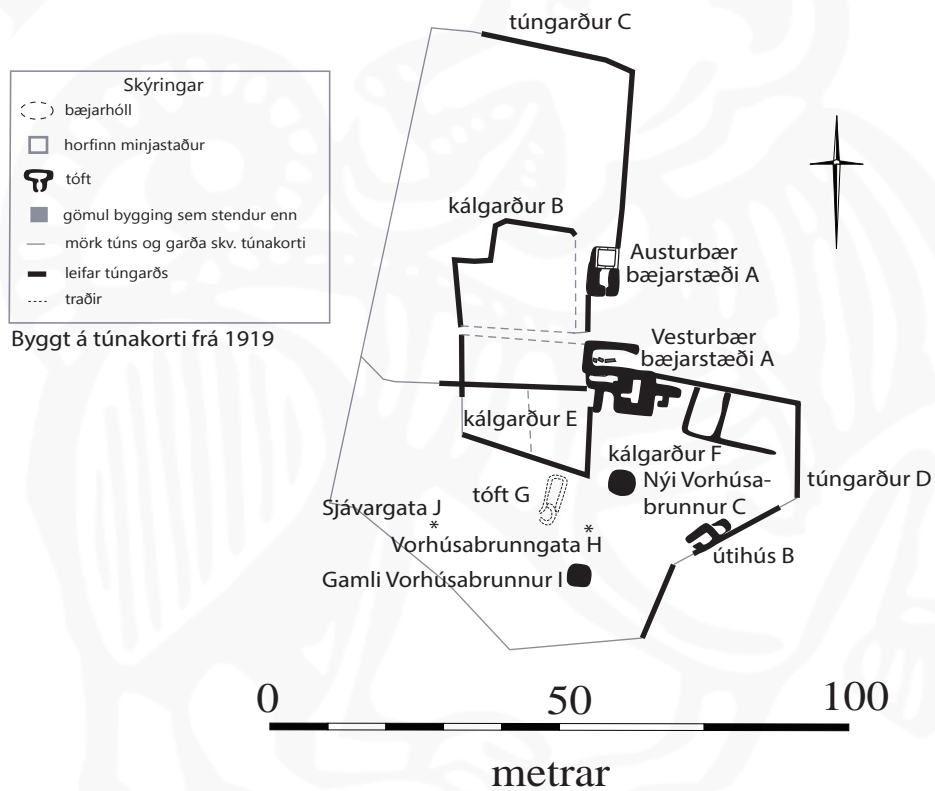 túngarður C
Skýringar
bæjarhóll
horfinn minjastaður
tóft
gömul bygging sem stendur enn
mörk túns og garða skv. túnakorti
leifar túngarðs
traðir
Byggt á túnakorti frá 1919
kálgarður B
Austurbær
bæjarstæði A
Vesturbær
bæjarstæði A
kálgarður E
kálgarður F
Nýi Vorhúsa-
brunnur C
túngarður D
tóft G
Sjávargata J
*
*
Vorhúsabrunngata H
útihús B
Gamli Vorhúsabrunnur I
0
50
100
metrar